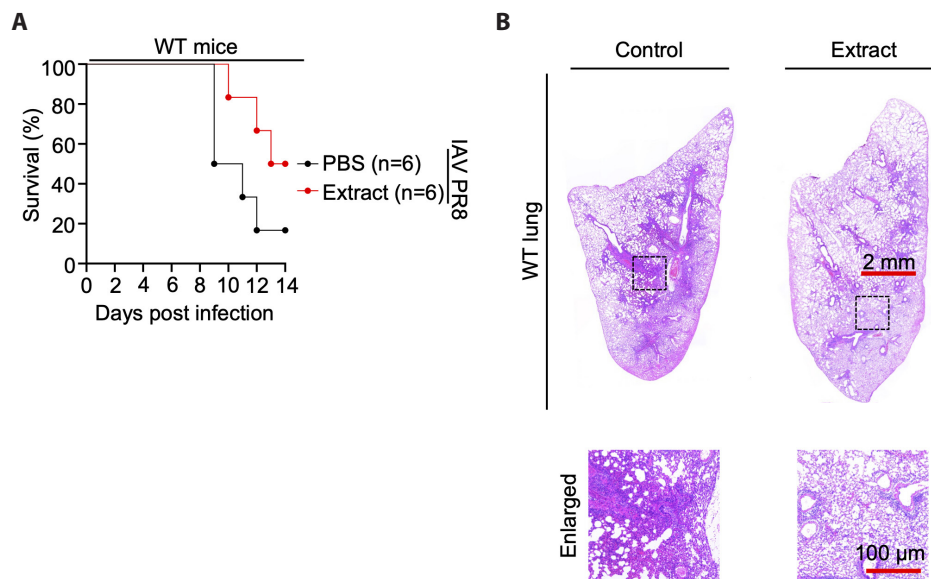 A
WT mice
100
80
60
40
20
0
Survival (%)
0 2 4 6 8 10 12 14
Days post infection
PBS (n=6)
Extract (n=6)
IAV PR8
B
Control Extract
WT lung
2 mm
Enlarged
100 µm